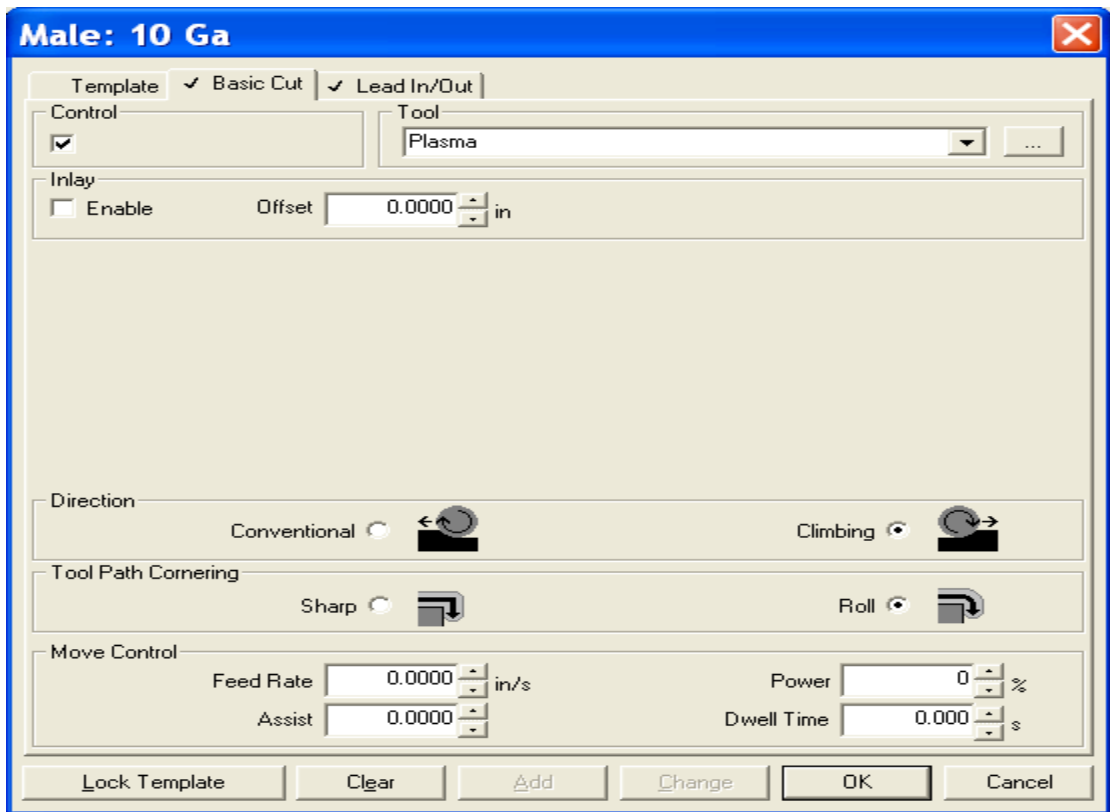 Male: 10 Ga
Template Basic Cut Lead In/Out
Control Tool
Plasma ...
Inlay
Enable Offset 0.0000 in
Direction
Conventional Climbing
Tool Path Cornering
Sharp Roll
Move Control
Feed Rate 0.0000 in/s Power 0 %
Assist 0.0000 Dwell Time 0.000 s
Lock Template Clear Add Change OK Cancel